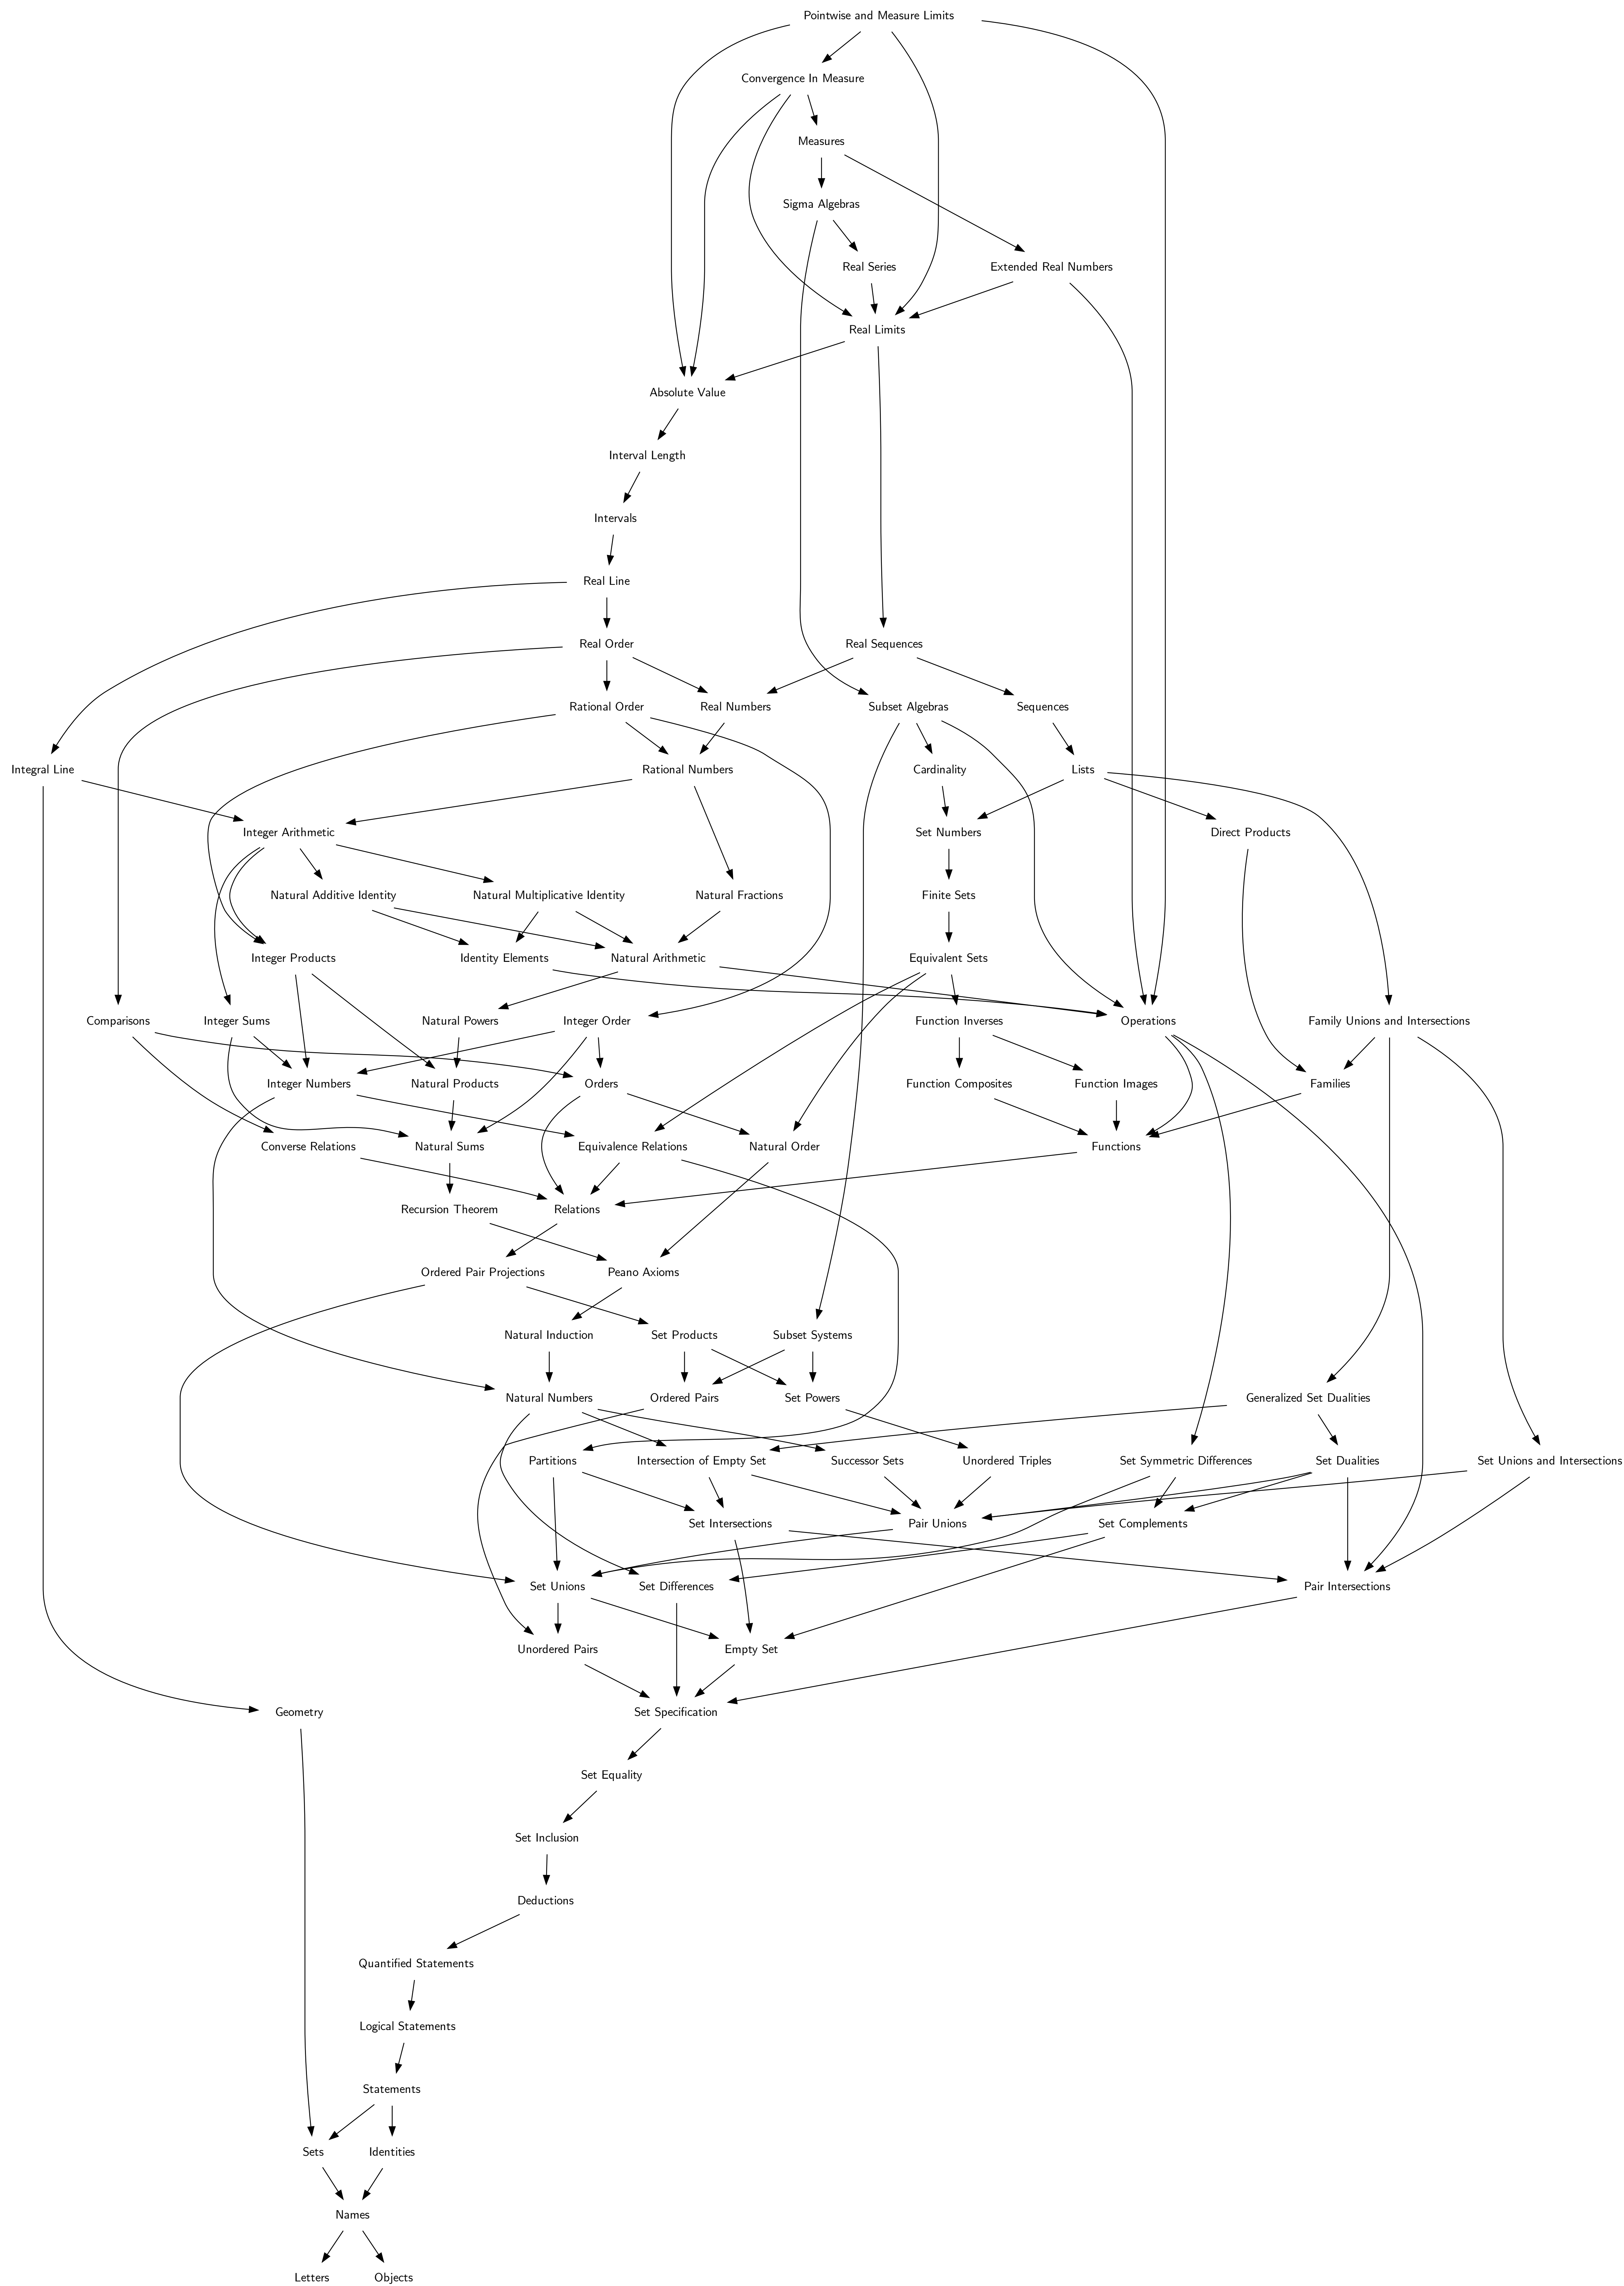 Pointwise and Measure Limits
Convergence In Measure
Measures
Sigma Algebras
Real Series
Extended Real Numbers
Real Limits
Absolute Value
Interval Length
Intervals
Real Line
Real Order
Real Sequences
Rational Order
Real Numbers
Subset Algebras
Sequences
Integral Line
Rational Numbers
Cardinality
Lists
Integer Arithmetic
Set Numbers
Direct Products
Natural Additive Identity
Natural Multiplicative Identity
Natural Fractions
Finite Sets
Integer Products
Identity Elements
Natural Arithmetic
Equivalent Sets
Comparisons
Integer Sums
Natural Powers
Integer Order
Function Inverses
Operations
Family Unions and Intersections
Integer Numbers
Natural Products
Orders
Function Composites
Function Images
Families
Converse Relations
Natural Sums
Equivalence Relations
Natural Order
Functions
Recursion Theorem
Relations
Ordered Pair Projections
Peano Axioms
Natural Induction
Set Products
Subset Systems
Natural Numbers
Ordered Pairs
Set Powers
Generalized Set Dualities
Partitions
Intersection of Empty Set
Successor Sets
Unordered Triples
Set Symmetric Differences
Set Dualities
Set Unions and Intersections
Set Intersections
Pair Unions
Set Complements
Set Unions
Set Differences
Pair Intersections
Unordered Pairs
Empty Set
Geometry
Set Specification
Set Equality
Set Inclusion
Deductions
Quantified Statements
Logical Statements
Statements
Sets
Identities
Names
Letters
Objects